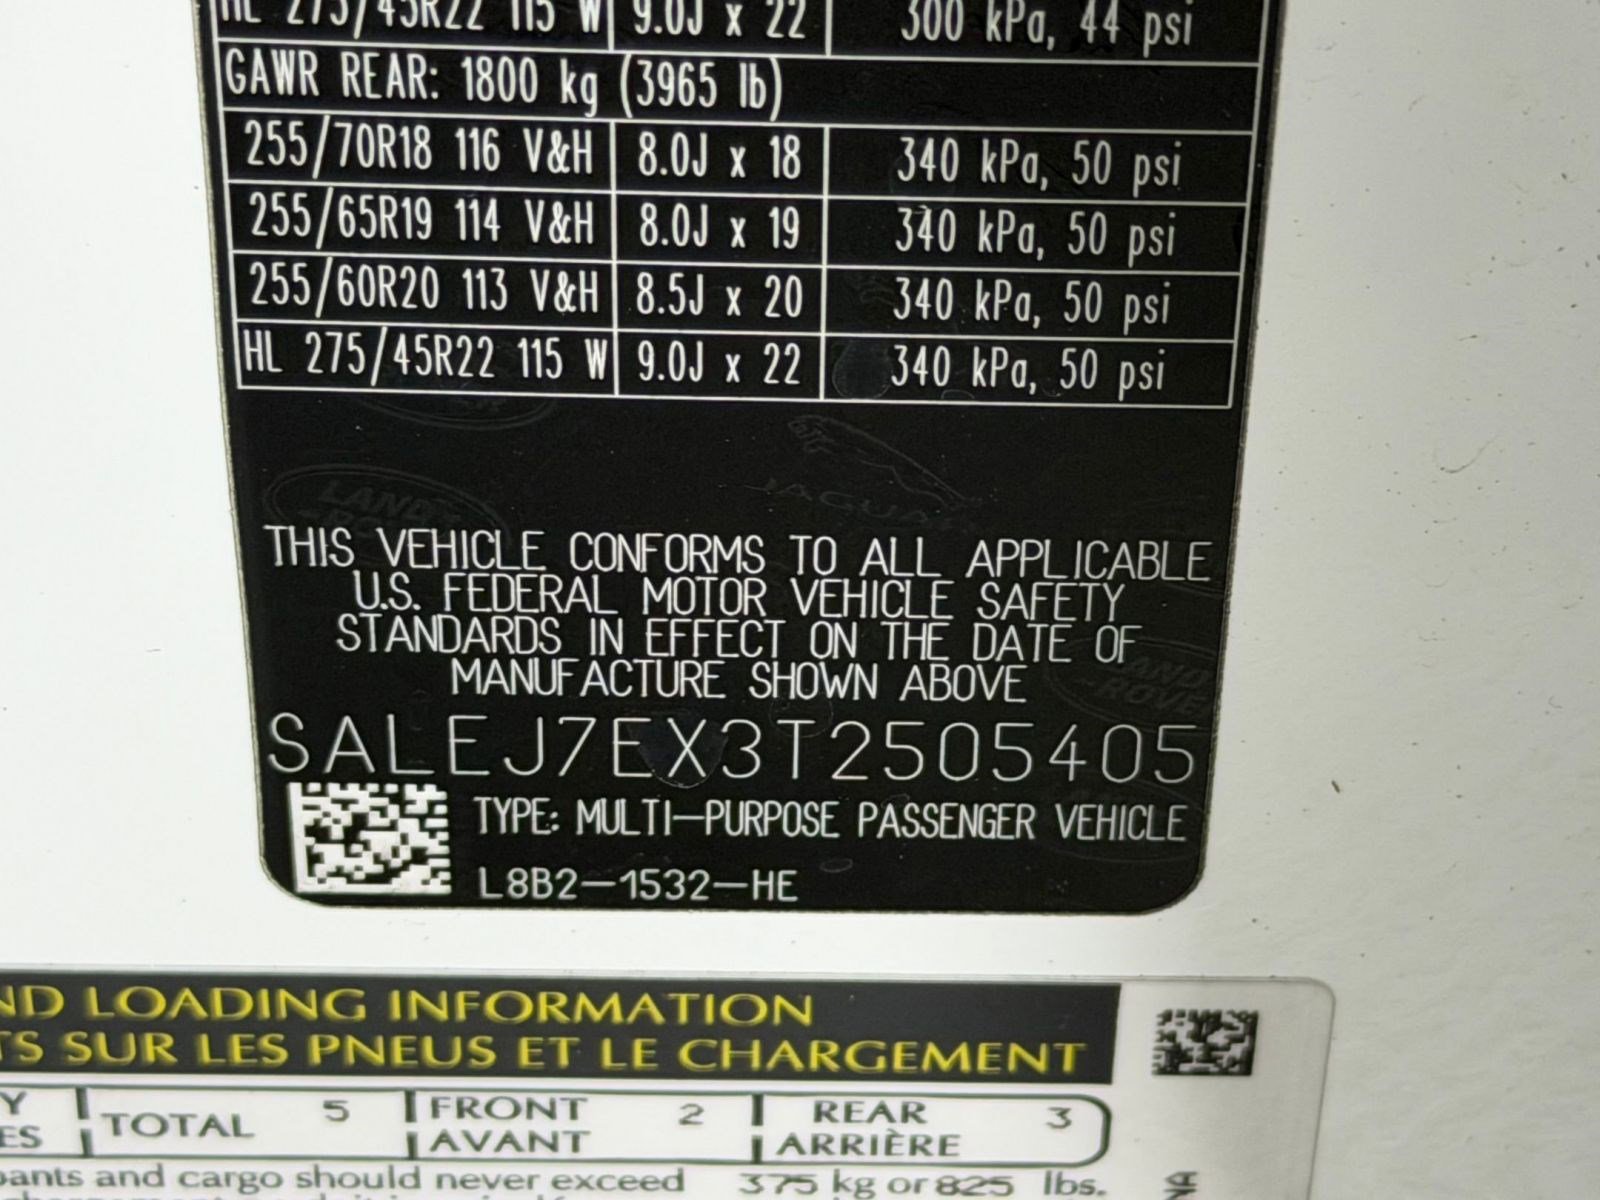 HL 275/45R22 115 W 9.0J x 22 300 kPa, 44 psi
GAWR REAR: 1800 kg (3965 lb)
255/70R18 116 V&H 8.0J x 18 340 kPa, 50 psi
255/65R19 114 V&H 8.0J x 19 340 kPa, 50 psi
255/60R20 113 V&H 8.5J x 20 340 kPa, 50 psi
HL 275/45R22 115 W 9.0J x 22 340 kPa, 50 psi
JAGUAR
LAND
ROVER
THIS VEHICLE CONFORMS TO ALL APPLICABLE
U.S. FEDERAL MOTOR VEHICLE SAFETY
STANDARDS IN EFFECT ON THE DATE OF
MANUFACTURE SHOWN ABOVE
LAND
ROVER
SALEJ7EX3T2505405
TYPE: MULTI-PURPOSE PASSENGER VEHICLE
L8B2-1532-HE
ND LOADING INFORMATION
TS SUR LES PNEUS ET LE CHARGEMENT
Y TOTAL 5 FRONT 2 REAR 3
ES AVANT ARRIÈRE
pants and cargo should never exceed 375 kg or 825 lbs.